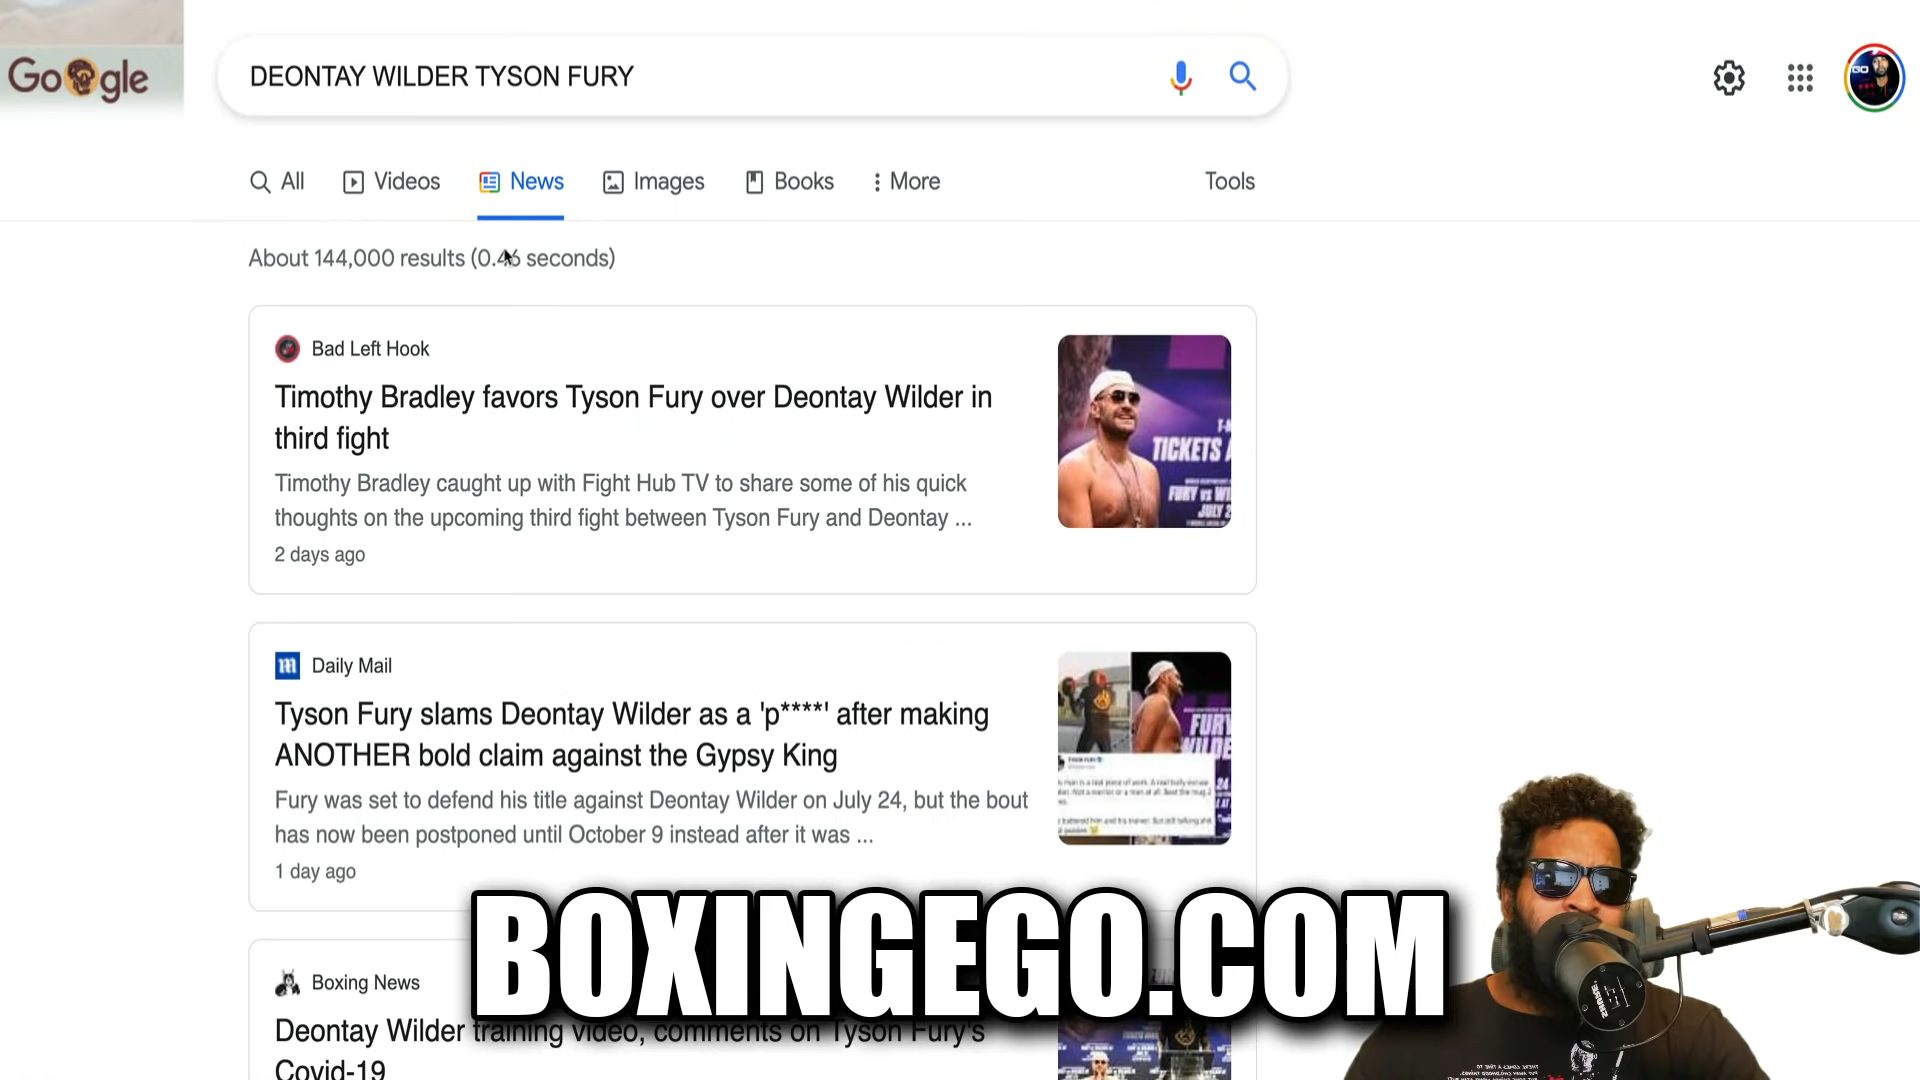 Google
DEONTAY WILDER TYSON FURY
All
Videos
News
Images
Books
More
Tools
About 144,000 results (0.46 seconds)
Bad Left Hook
Timothy Bradley favors Tyson Fury over Deontay Wilder in
third fight
Timothy Bradley caught up with Fight Hub TV to share some of his quick
thoughts on the upcoming third fight between Tyson Fury and Deontay ...
2 days ago
TICKETS
FURY VS
JULY
Daily Mail
Tyson Fury slams Deontay Wilder as a 'p****' after making
ANOTHER bold claim against the Gypsy King
Fury was set to defend his title against Deontay Wilder on July 24, but the bout
has now been postponed until October 9 instead after it was ...
1 day ago
FURY
BOXINGEGO.COM
Boxing News
Deontay Wilder training video, comments on Tyson Fury's
Covid-19